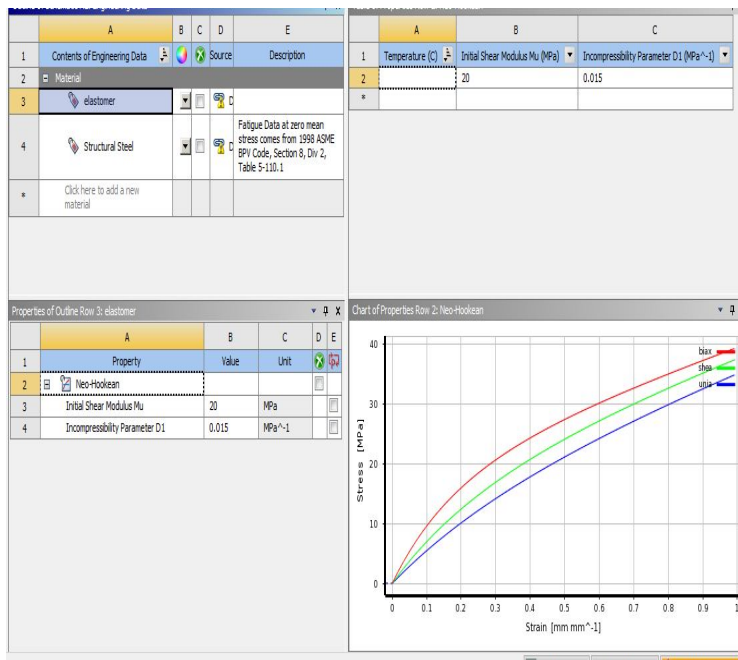 A B C D E
1 Contents of Engineering Data Source Description
2 Material
3 elastomer D
4 Structural Steel D Fatigue Data at zero mean
stress comes from 1998 ASME
BPV Code, Section 8, Div 2,
Table 5-110.1
* Click here to add a new
material
A B C
1 Temperature (C) Initial Shear Modulus Mu (MPa) Incompressibility Parameter D1 (MPa^-1)
2 20 0.015
*
Properties of Outline Row 3: elastomer
A B C D E
1 Property Value Unit
2 Neo-Hookean
3 Initial Shear Modulus Mu 20 MPa
4 Incompressibility Parameter D1 0.015 MPa^-1
Chart of Properties Row 2: Neo-Hookean
biax
shea
unia
40
30
20
10
0
Stress [MPa]
0 0.1 0.2 0.3 0.4 0.5 0.6 0.7 0.8 0.9 1
Strain [mm mm^-1]